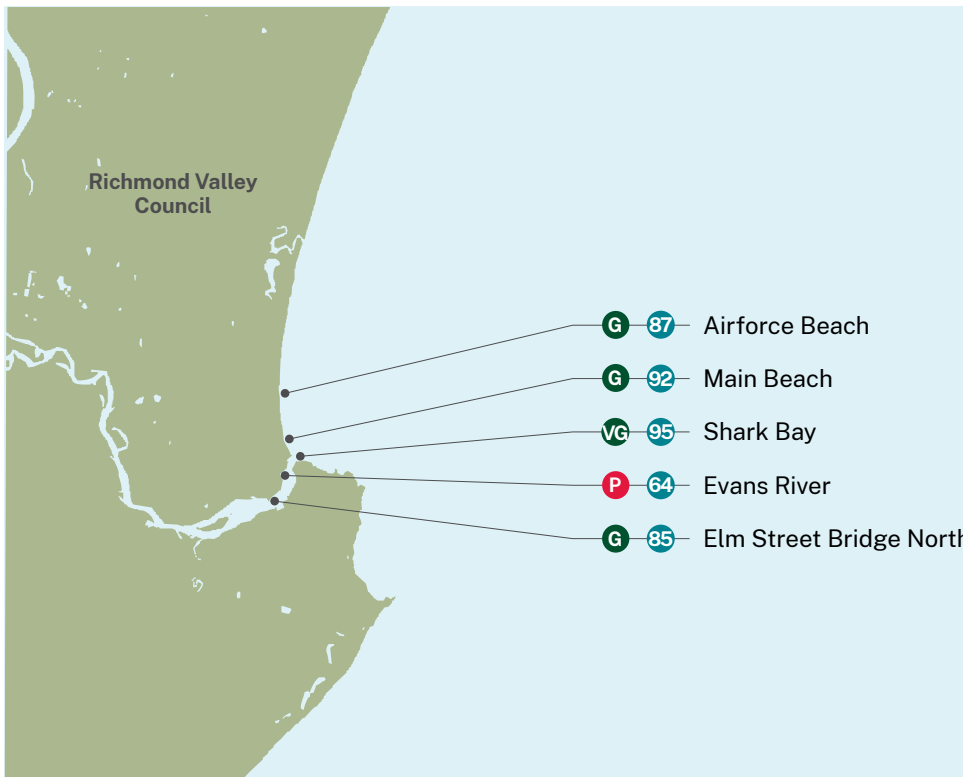 Richmond Valley
Council
G 87 Airforce Beach
G 92 Main Beach
VG 95 Shark Bay
P 64 Evans River
G 85 Elm Street Bridge North